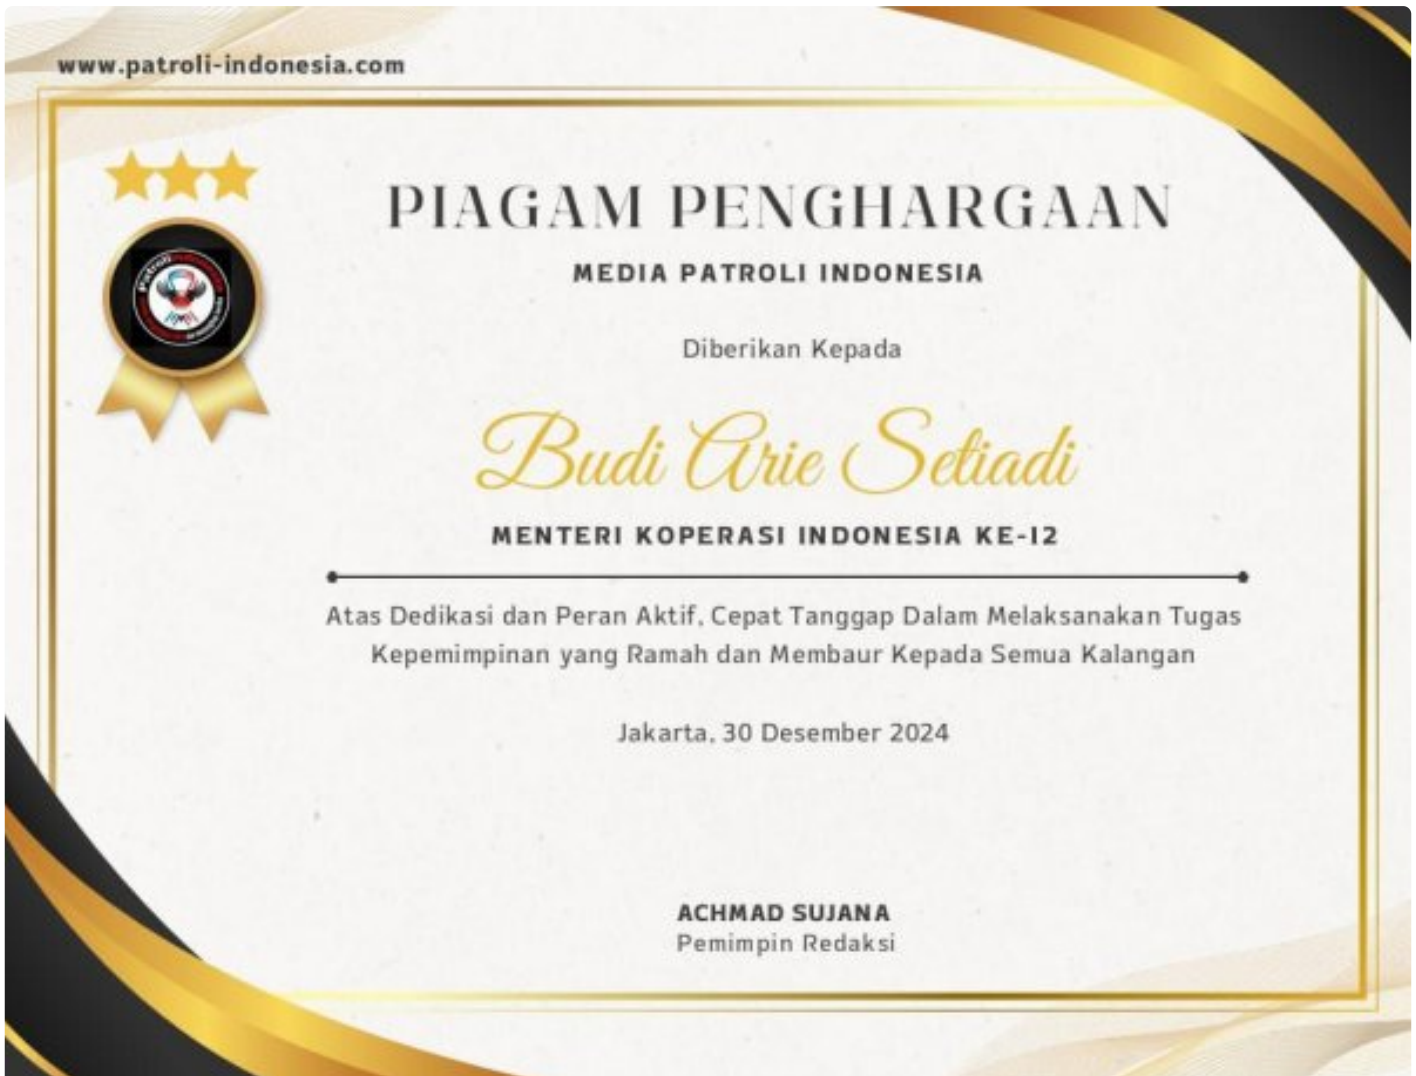 www.patroli-indonesia.com
PIAGAM PENGHARGAAN
MEDIA PATROLI INDONESIA
Diberikan Kepada
Budi Arie Setiadi
MENTERI KOPERASI INDONESIA KE-12
Atas Dedikasi dan Peran Aktif, Cepat Tanggap Dalam Melaksanakan Tugas
Kepemimpinan yang Ramah dan Membaur Kepada Semua Kalangan
Jakarta, 30 Desember 2024
ACHMAD SUJANA
Pemimpin Redaksi